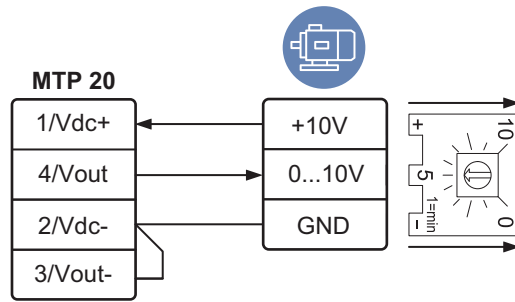 MTP 20
1/Vdc+
4/Vout
2/Vdc-
3/Vout-
+10V
0...10V
GND
+
5
-
1=min
10
0